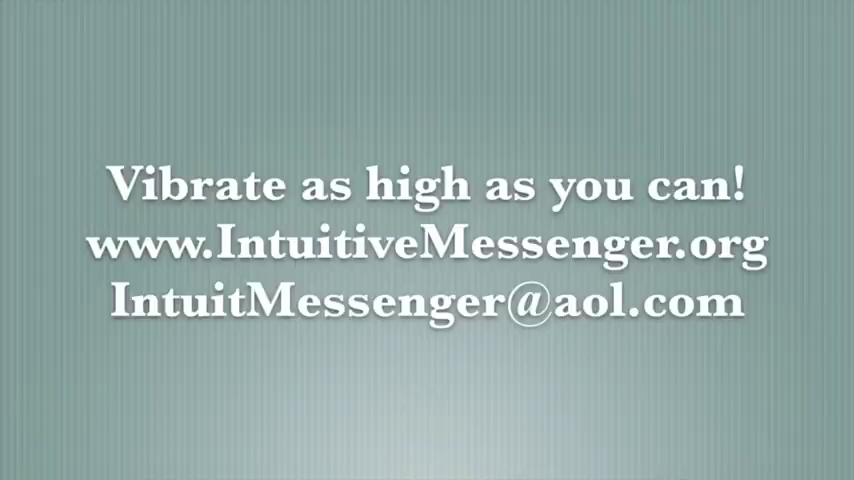 Vibrate as high as you can!
www.IntuitiveMessenger.org
IntuitMessenger@aol.com